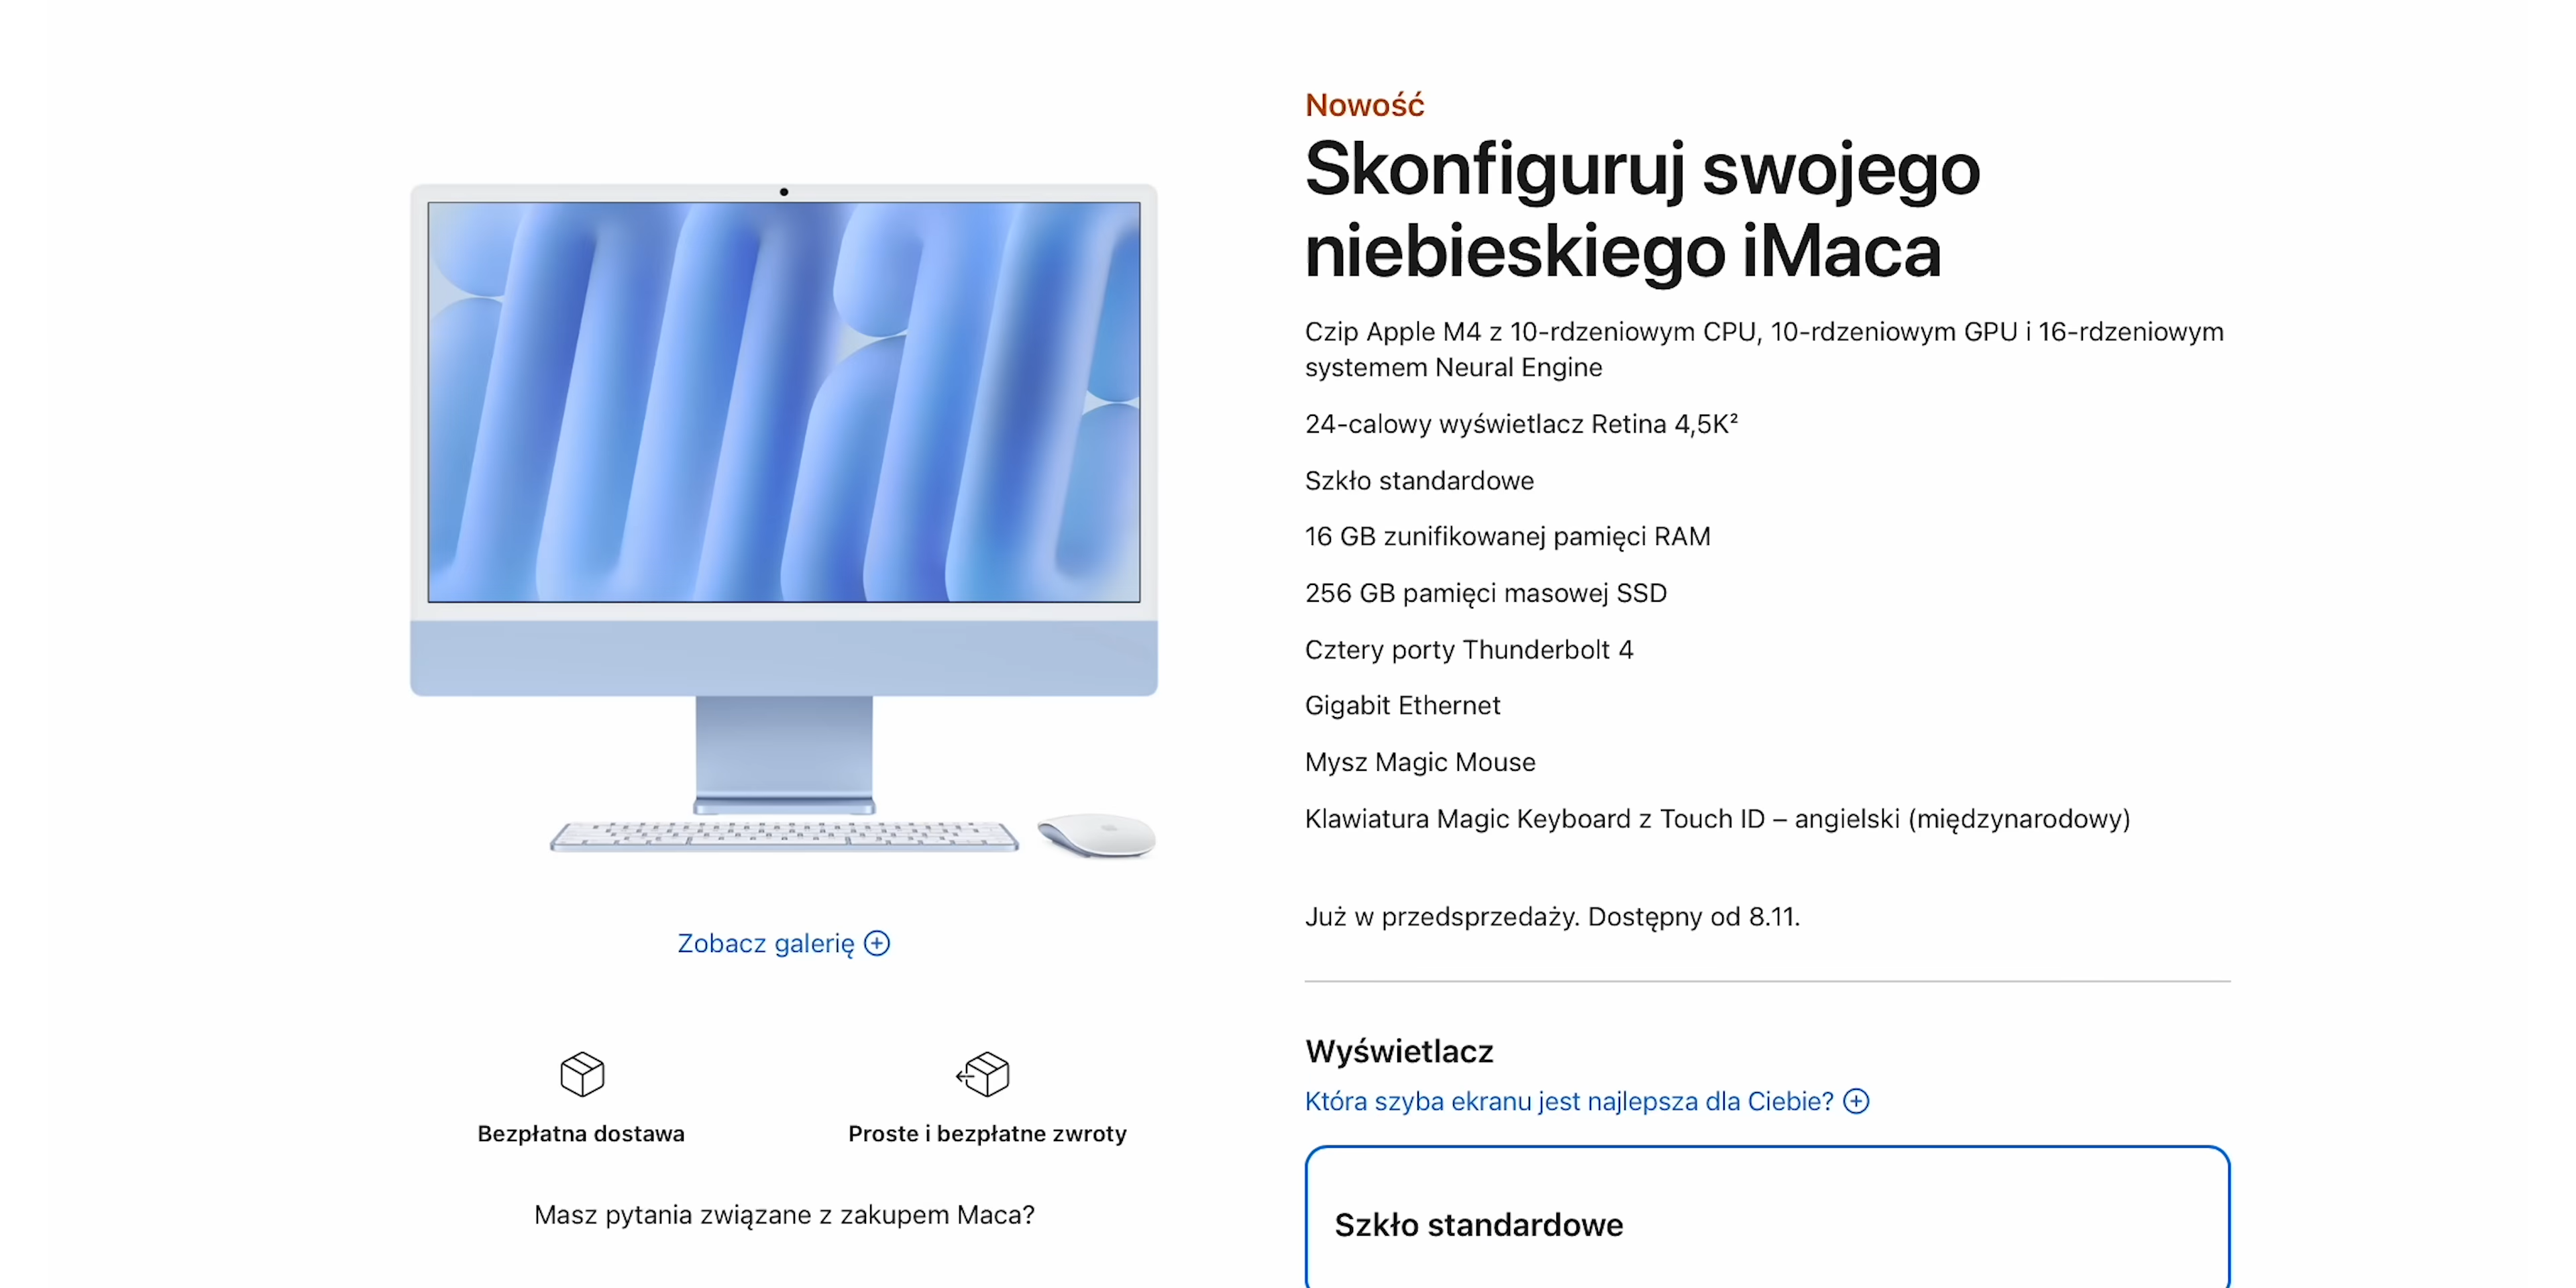 Nowość
Skonfiguruj swojego
niebieskiego iMaca
Czip Apple M4 z 10-rdzeniowym CPU, 10-rdzeniowym GPU i 16-rdzeniowym
systemem Neural Engine
24-calowy wyświetlacz Retina 4,5K²
Szkło standardowe
16 GB zunifikowanej pamięci RAM
256 GB pamięci masowej SSD
Cztery porty Thunderbolt 4
Gigabit Ethernet
Mysz Magic Mouse
Klawiatura Magic Keyboard z Touch ID – angielski (międzynarodowy)
Już w przedsprzedaży. Dostępny od 8.11.
Zobacz galerię
Bezpłatna dostawa
Proste i bezpłatne zwroty
Masz pytania związane z zakupem Maca?
Wyświetlacz
Która szyba ekranu jest najlepsza dla Ciebie?
Szkło standardowe